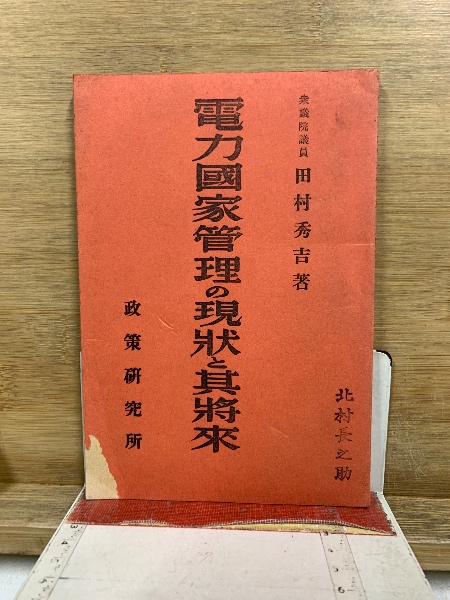 衆議院議員 田村秀吉著
電力國家管理の現狀と其將來
政策研究所
北村長之助